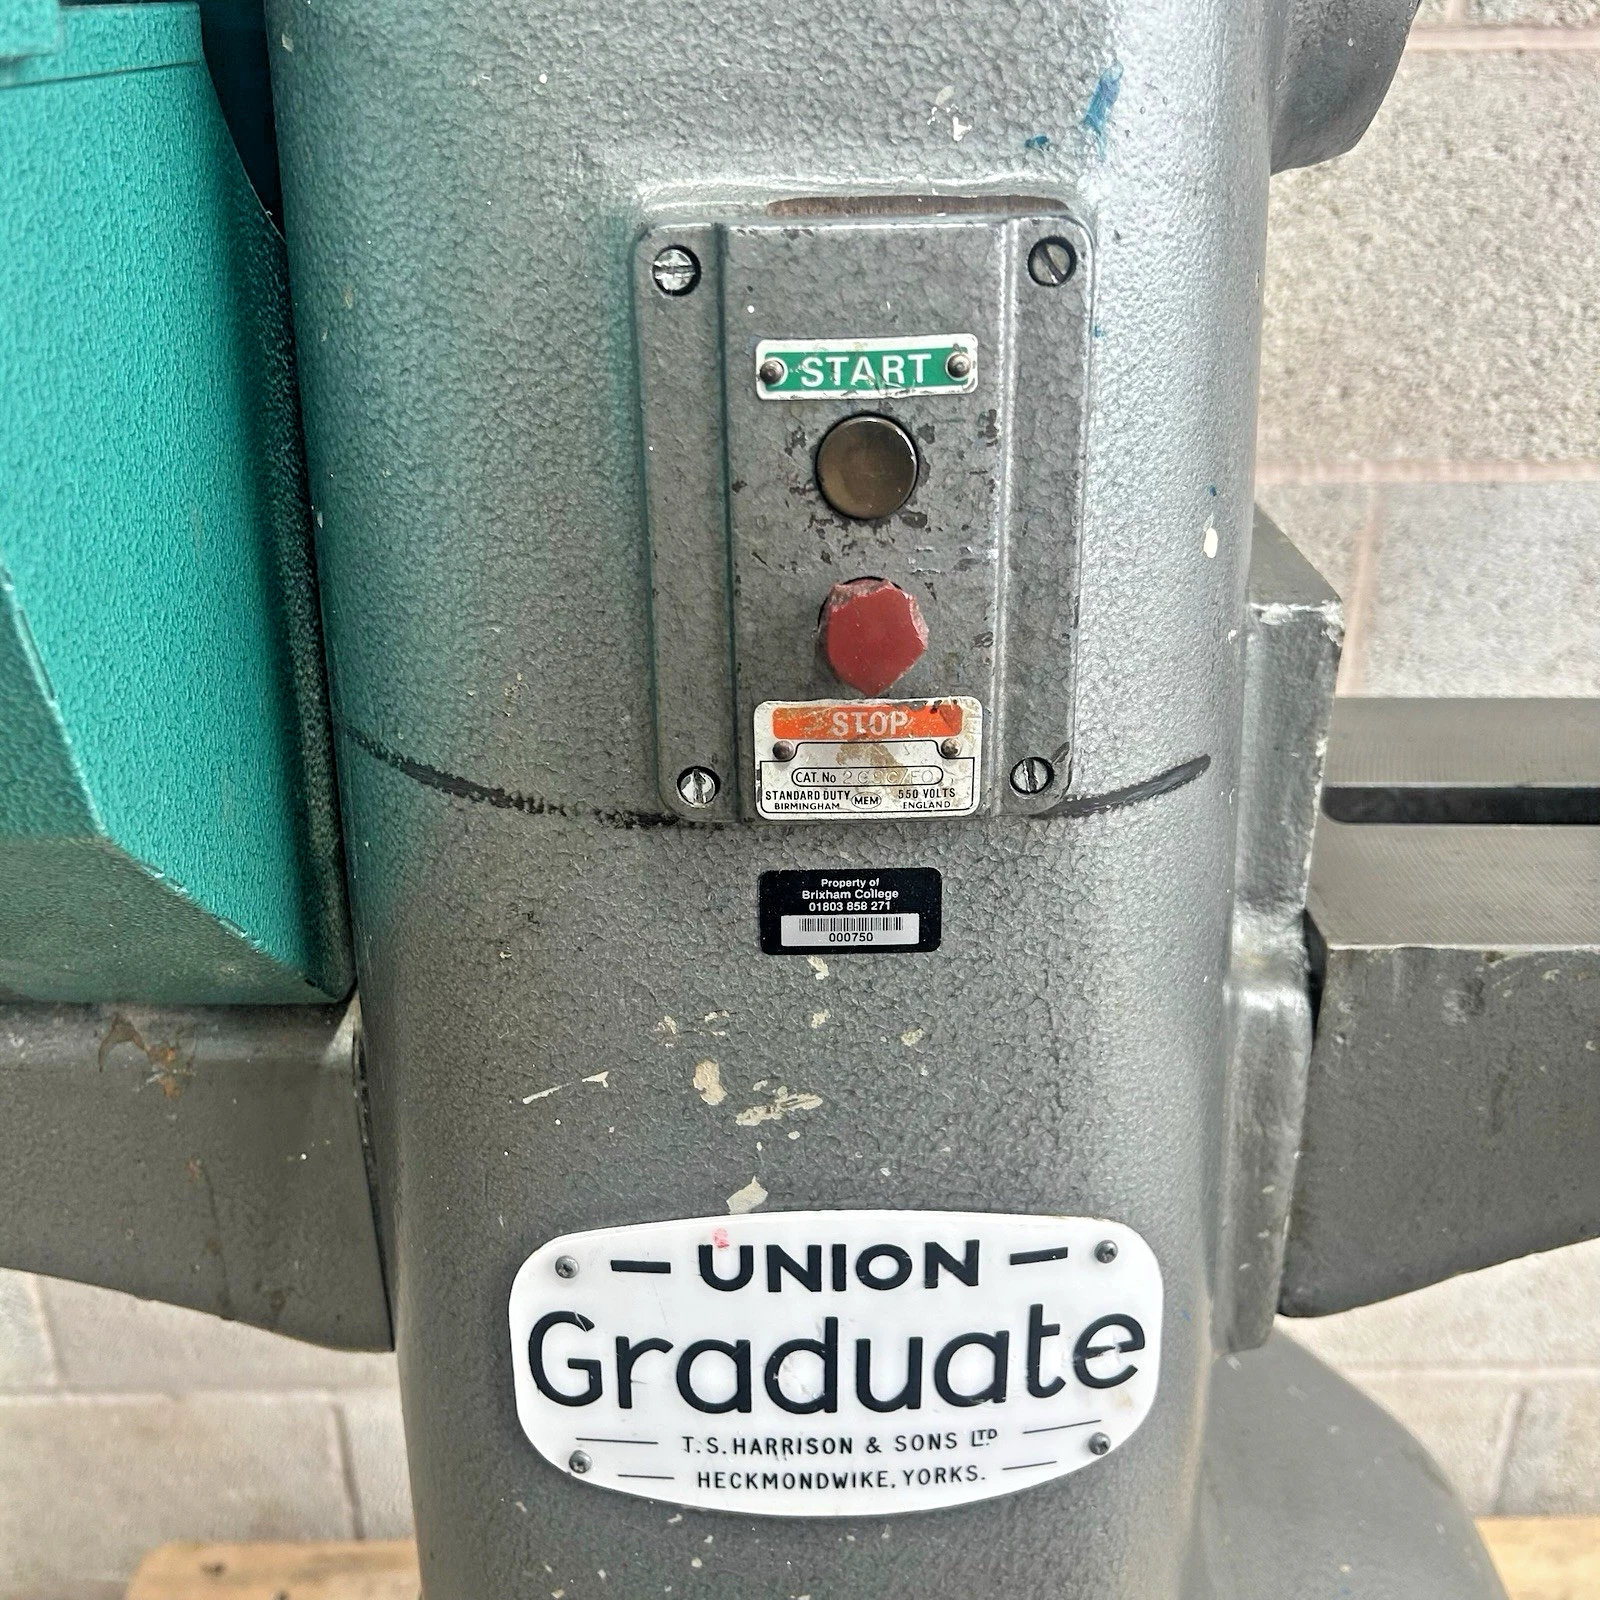 START
STOP
CAT. No
STANDARD DUTY MEM 550 VOLTS
BIRMINGHAM ENGLAND
Property of
Brixham College
01803 858 271
000750
– UNION –
Graduate
T.S. HARRISON & SONS LTD
HECKMONDWIKE, YORKS.